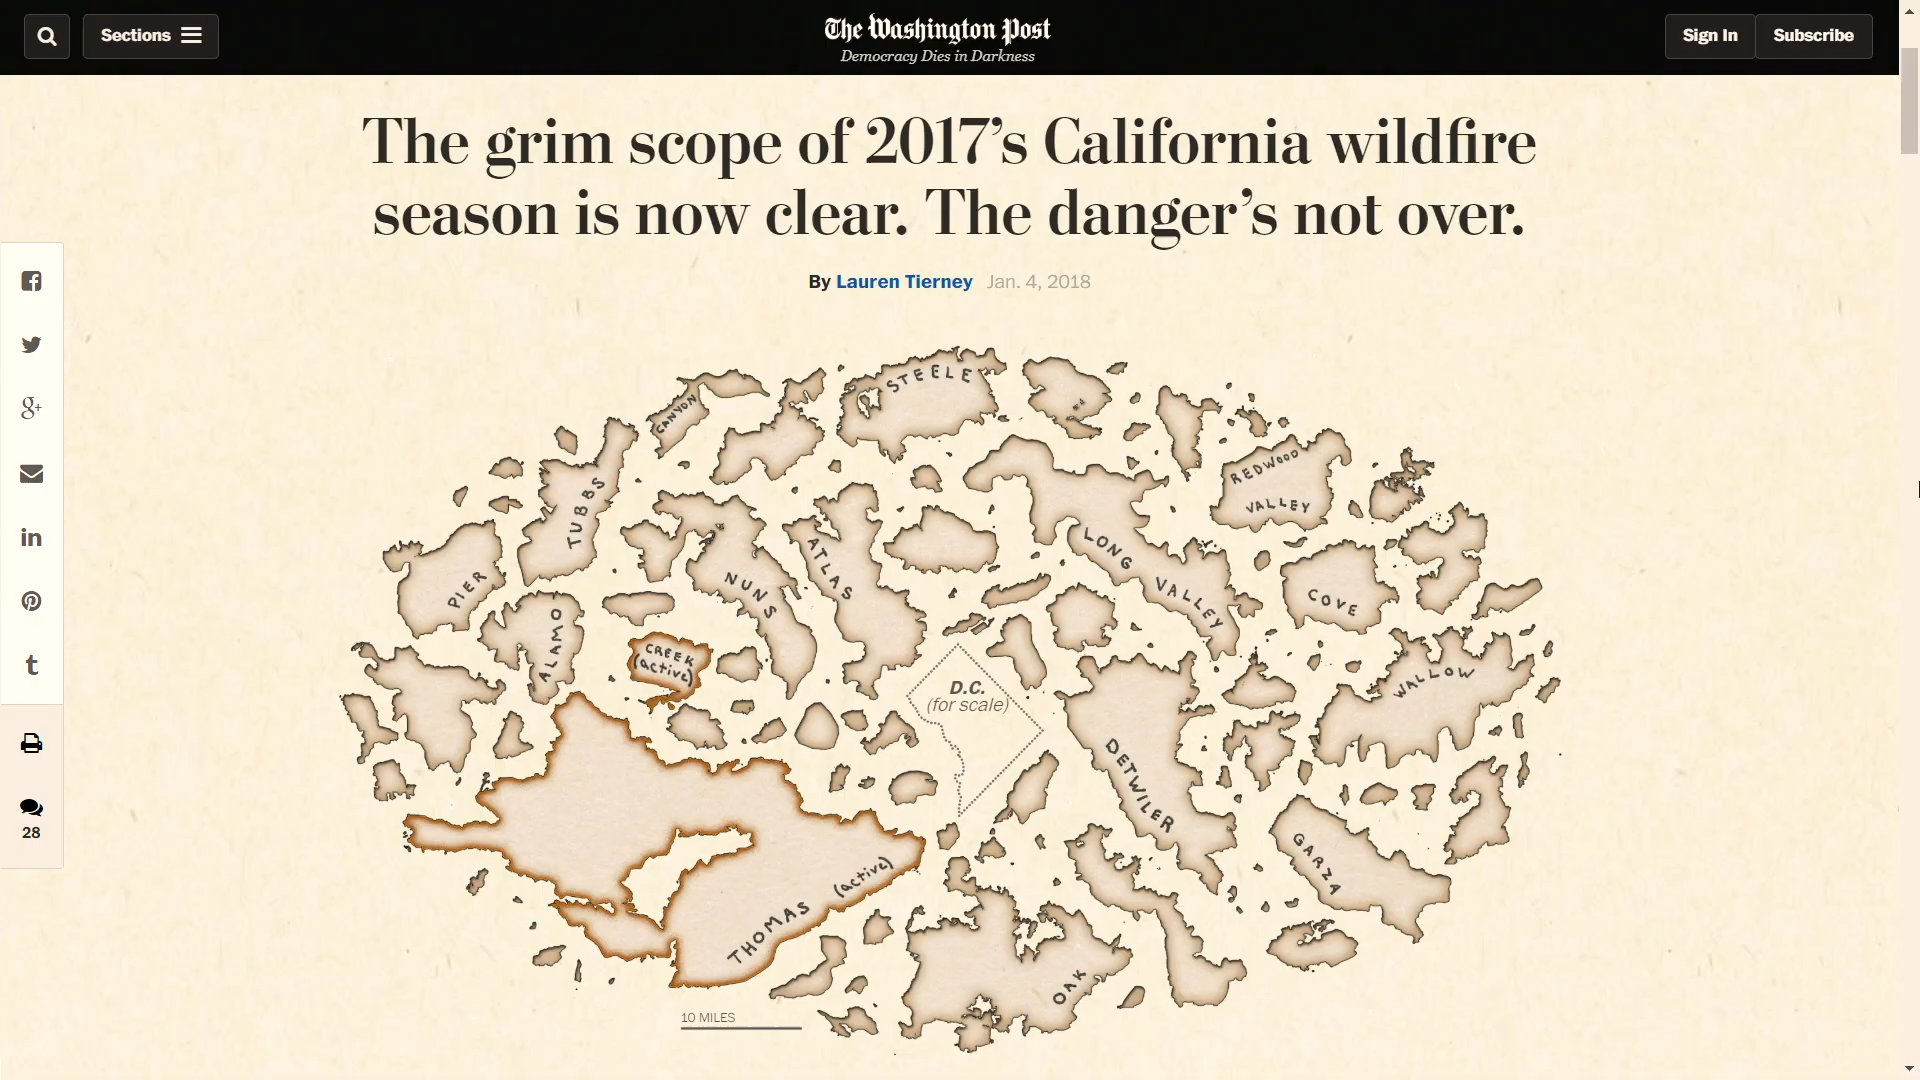 Sections
The Washington Post
Democracy Dies in Darkness
Sign In
Subscribe
The grim scope of 2017’s California wildfire
season is now clear. The danger’s not over.
By Lauren Tierney Jan. 4, 2018
STEELE
CANYON
TUBBS
REDWOOD
VALLEY
PIER
NUNS
ATLAS
LONG
VALLEY
COVE
ALAMO
CREEK
(active)
D.C.
(for scale)
WALLOW
DETWILER
GARZA
THOMAS
(active)
OAK
10 MILES
28